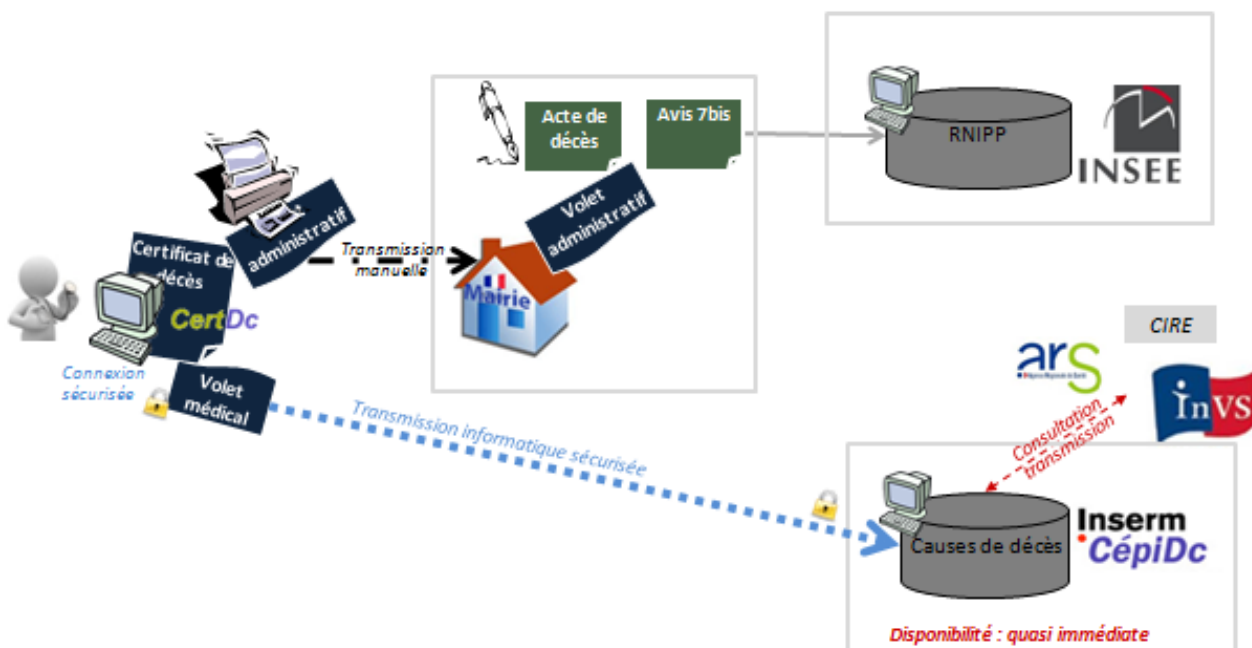 Acte de
décès
Avis 7bis
RNIPP
INSEE
administratif
Volet
administratif
Certificat de
décès
CertDc
Transmission
manuelle
Mairie
Connexion
sécurisée
Volet
médical
Transmission informatique sécurisée
CIRE
ars
InVS
Consultation
transmission
Causes de décès
Inserm
CépiDc
Disponibilité : quasi immédiate